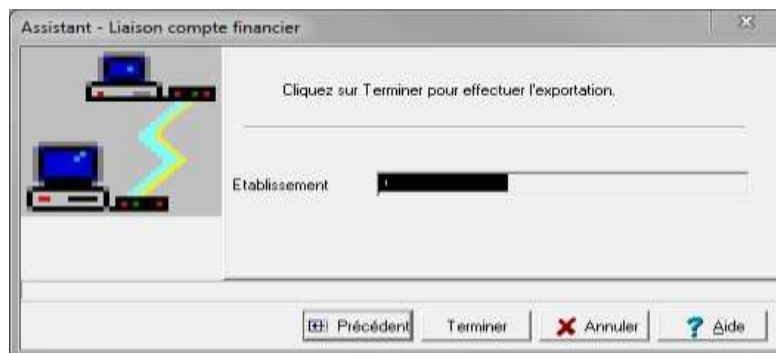 Assistant - Liaison compte financier
Cliquez sur Terminer pour effectuer l'exportation.
Etablissement
Précédent Terminer Annuler Aide